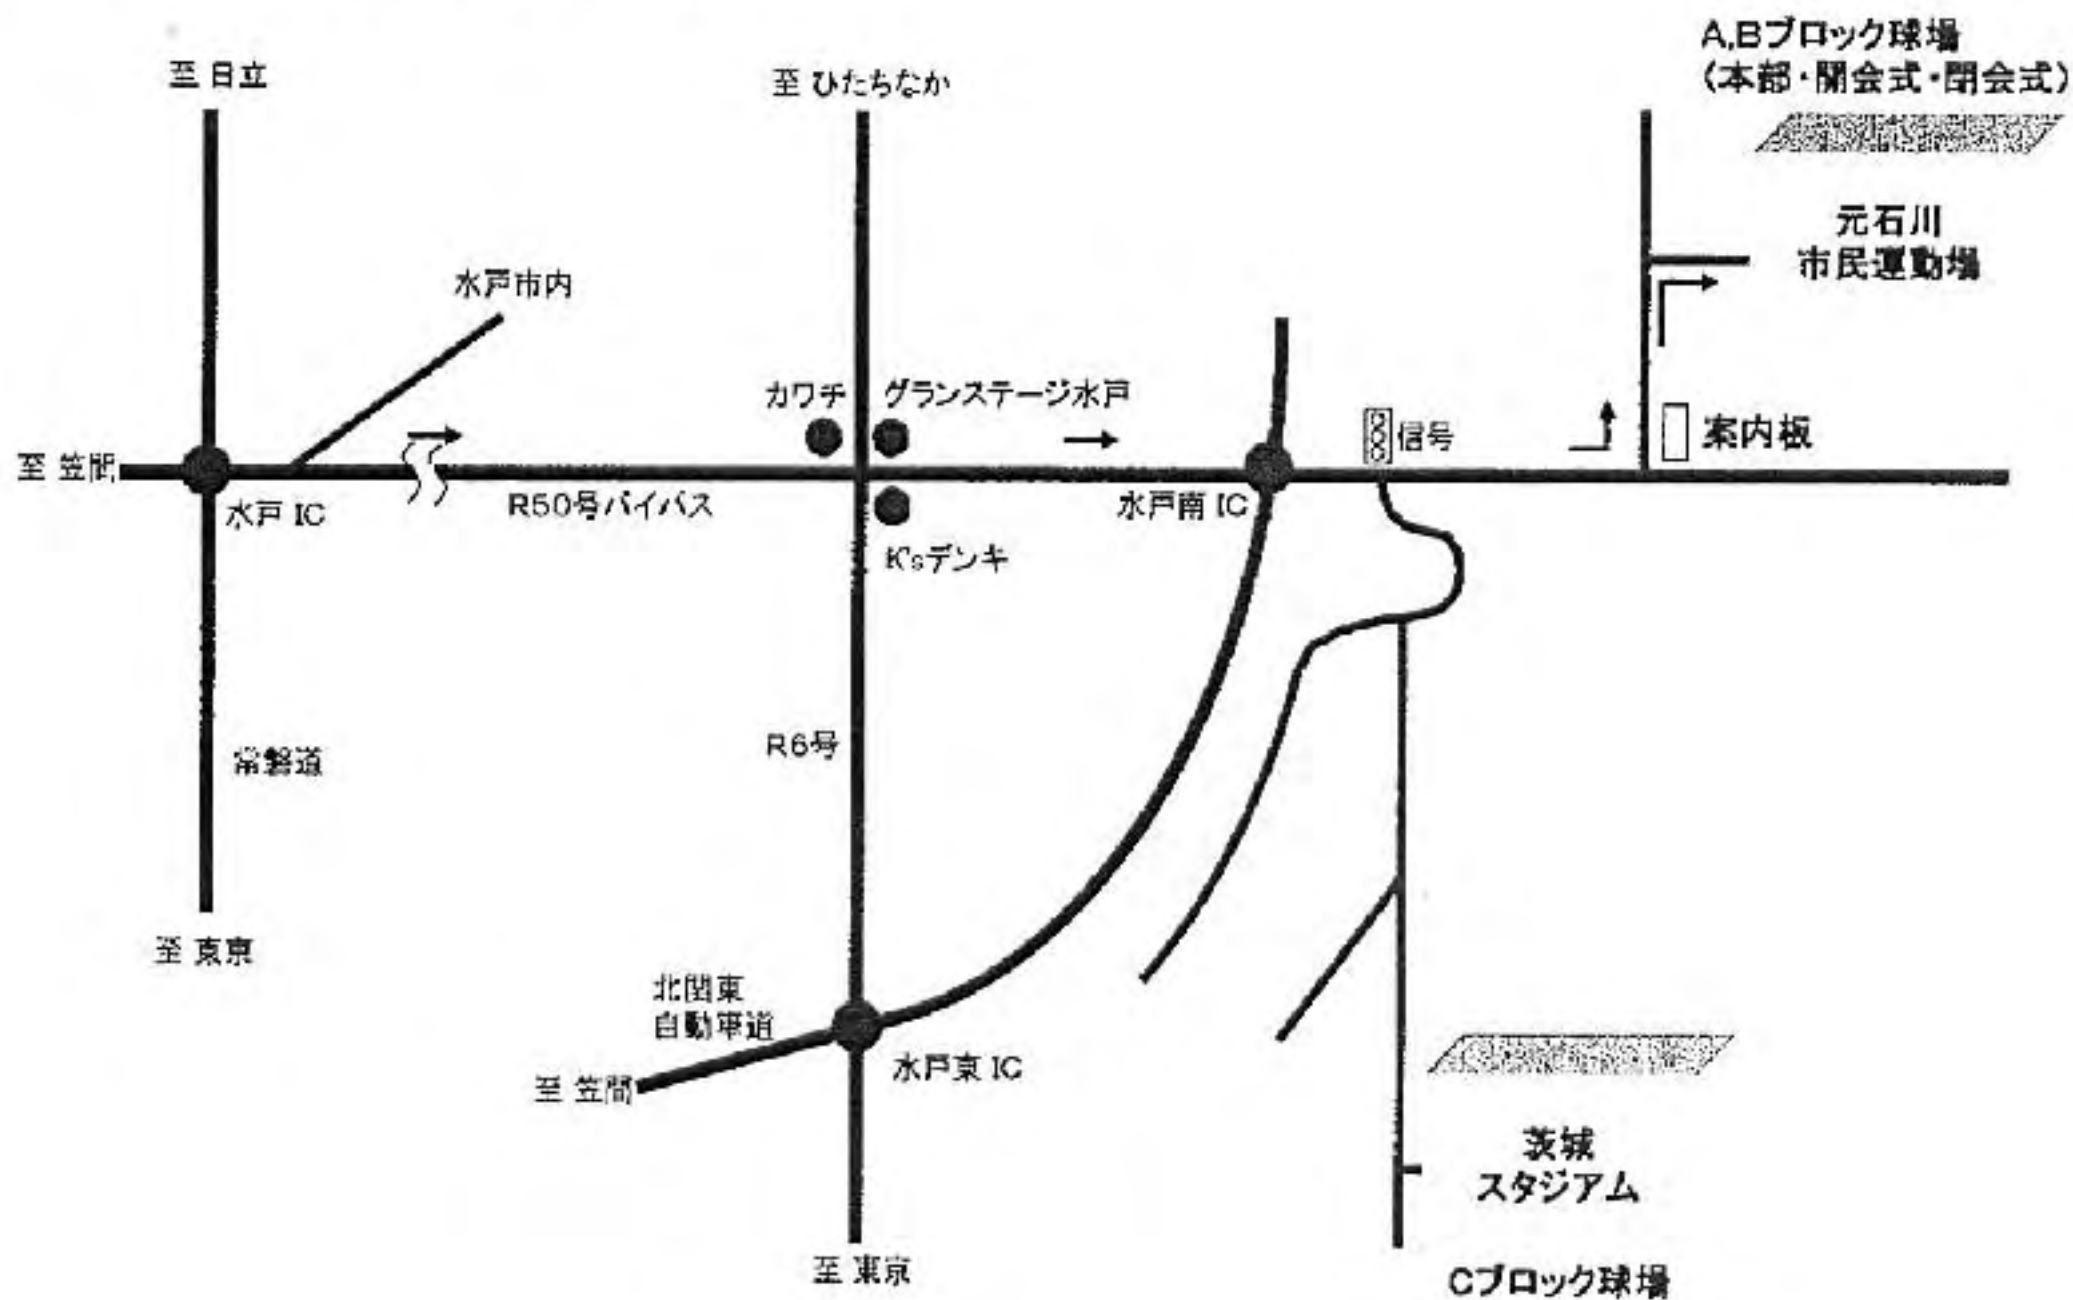 A,Bブロック球場
(本部・開会式・閉会式)
至 日立
至 ひたちなか
元石川
市民運動場
水戸市内
カワチ
グランステージ水戸
信号
案内板
至 笠間
水戸 IC
R50号バイパス
水戸南 IC
K'sデンキ
R6号
常磐道
至 東京
北関東
自動車道
水戸東 IC
至 笠間
茨城
スタジアム
至 東京
Cブロック球場